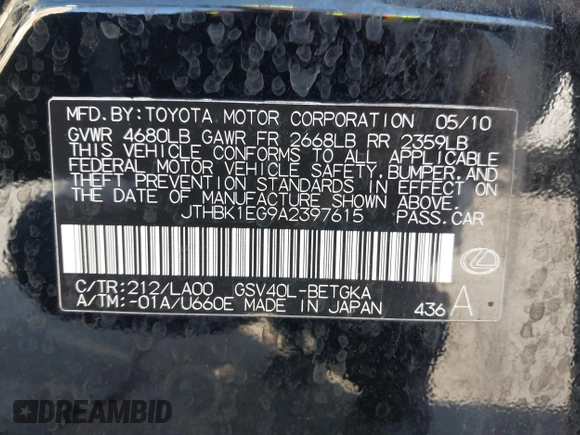 MFD. BY: TOYOTA MOTOR CORPORATION 05/10
GVWR 4680LB GAWR FR 2668LB RR 2359LB
THIS VEHICLE CONFORMS TO ALL APPLICABLE
FEDERAL MOTOR VEHICLE SAFETY, BUMPER, AND
THEFT PREVENTION STANDARDS IN EFFECT ON
THE DATE OF MANUFACTURE SHOWN ABOVE.
JTHBK1EG9A2397615 PASS. CAR
C/TR: 212/LA00 GSV40L-BETGKA
A/TM: -01A/U660E MADE IN JAPAN 436 A
DREAMBID